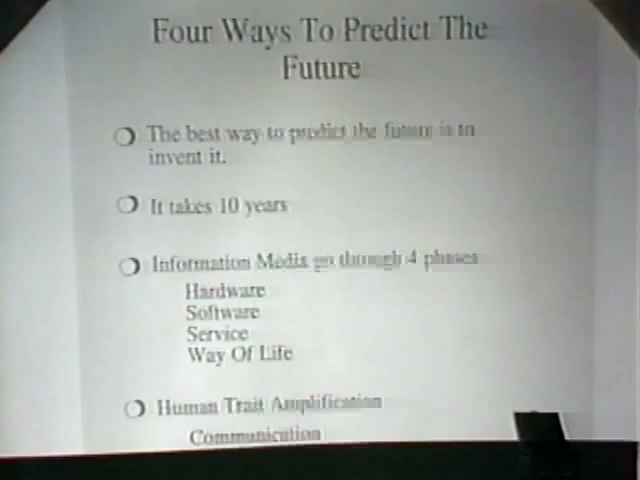 Four Ways To Predict The
Future
The best way to predict the future is to
invent it.
It takes 10 years
Information Media go through 4 phases
Hardware
Software
Service
Way Of Life
Human Trait Amplification
Communication